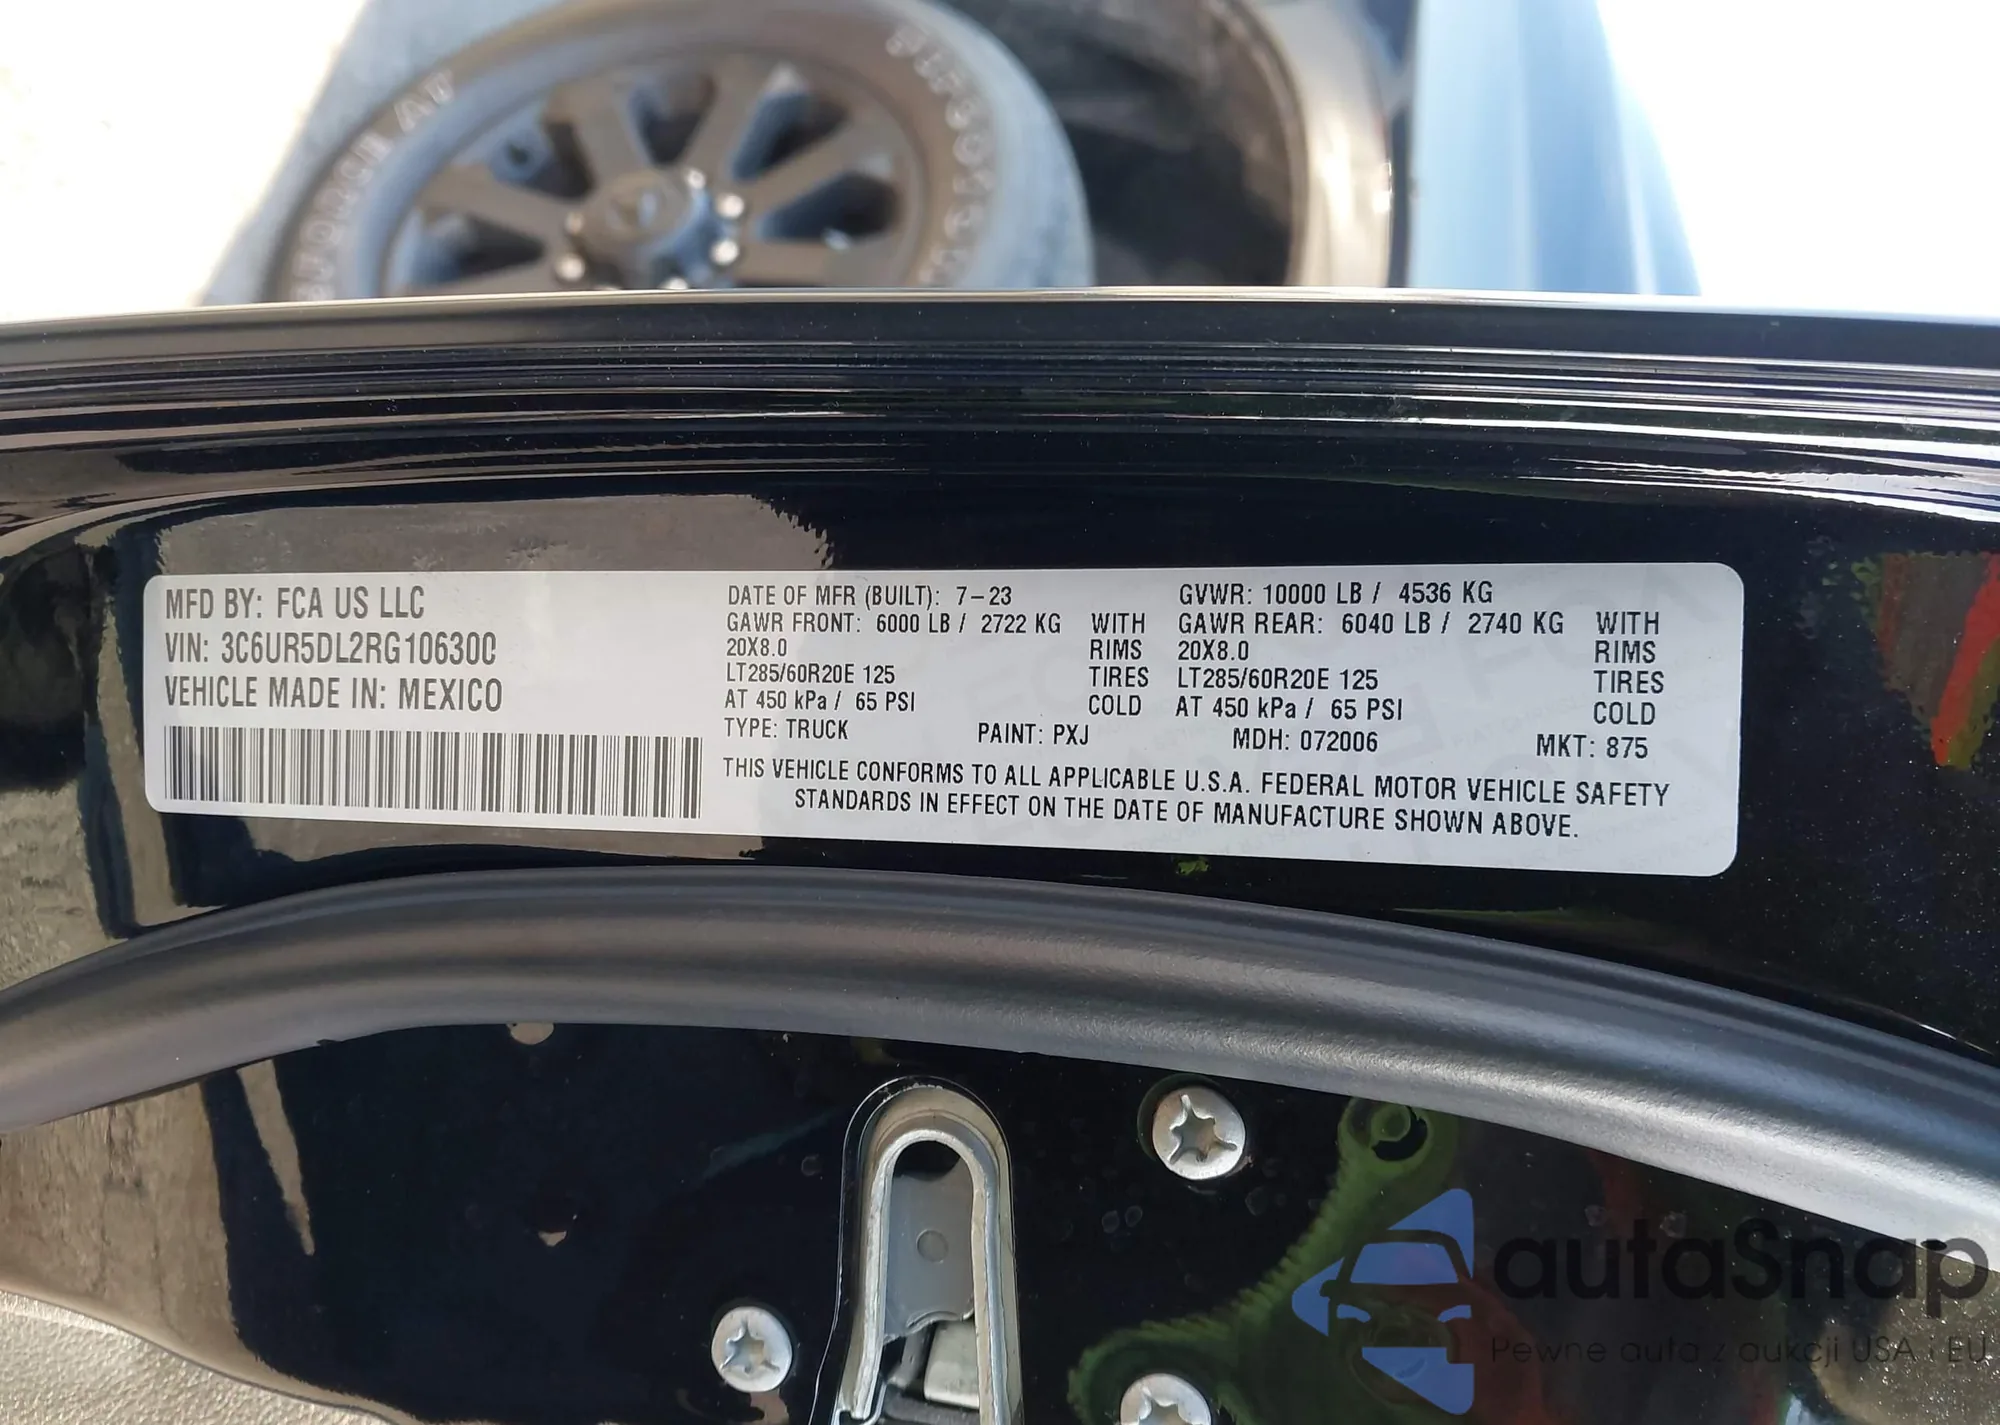 MFD BY: FCA US LLC
VIN: 3C6UR5DL2RG106300
VEHICLE MADE IN: MEXICO
DATE OF MFR (BUILT): 7-23 GVWR: 10000 LB / 4536 KG
GAWR FRONT: 6000 LB / 2722 KG WITH GAWR REAR: 6040 LB / 2740 KG WITH
20X8.0 RIMS 20X8.0 RIMS
LT285/60R20E 125 TIRES LT285/60R20E 125 TIRES
AT 450 kPa / 65 PSI COLD AT 450 kPa / 65 PSI COLD
TYPE: TRUCK PAINT: PXJ MDH: 072006 MKT: 875
THIS VEHICLE CONFORMS TO ALL APPLICABLE U.S.A. FEDERAL MOTOR VEHICLE SAFETY
STANDARDS IN EFFECT ON THE DATE OF MANUFACTURE SHOWN ABOVE.
autaSnap
Pewne auta z aukcji USA i EU